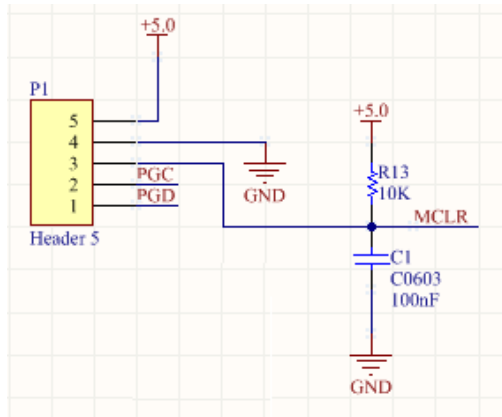 +5.0
P1
5
4
3
2
1
PGC
PGD
Header 5
GND
+5.0
R13
10K
MCLR
C1
C0603
100nF
GND